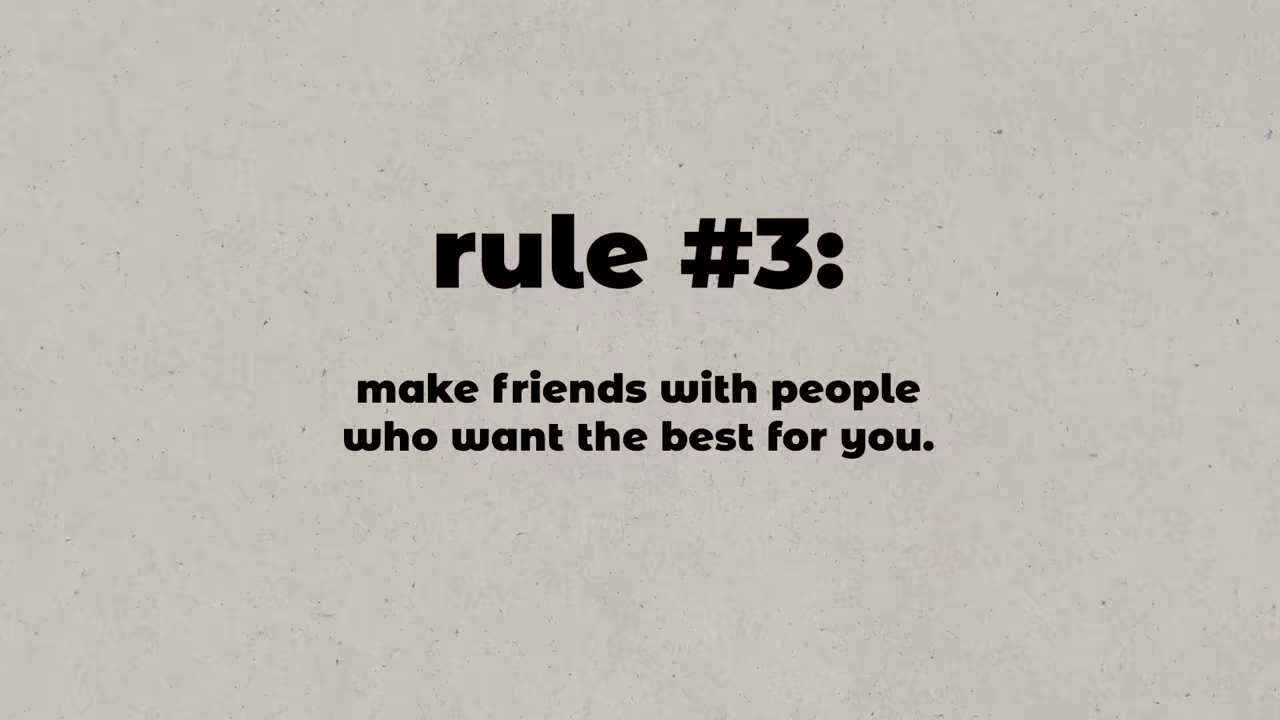 rule #3:
make friends with people
who want the best for you.